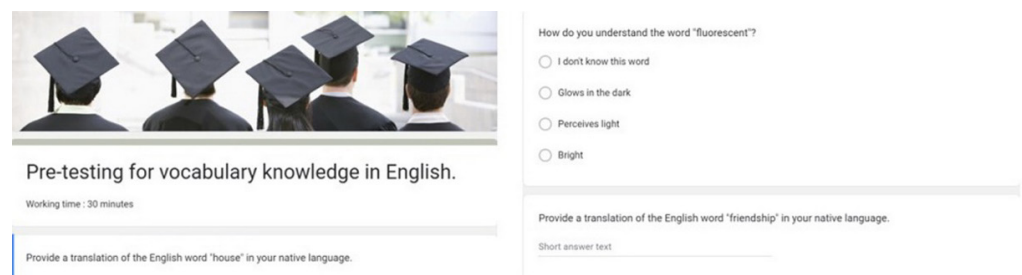 Pre-testing for vocabulary knowledge in English.
Working time : 30 minutes
Provide a translation of the English word "house" in your native language.
How do you understand the word "fluorescent"?
I don't know this word
Glows in the dark
Perceives light
Bright
Provide a translation of the English word "friendship" in your native language.
Short answer text